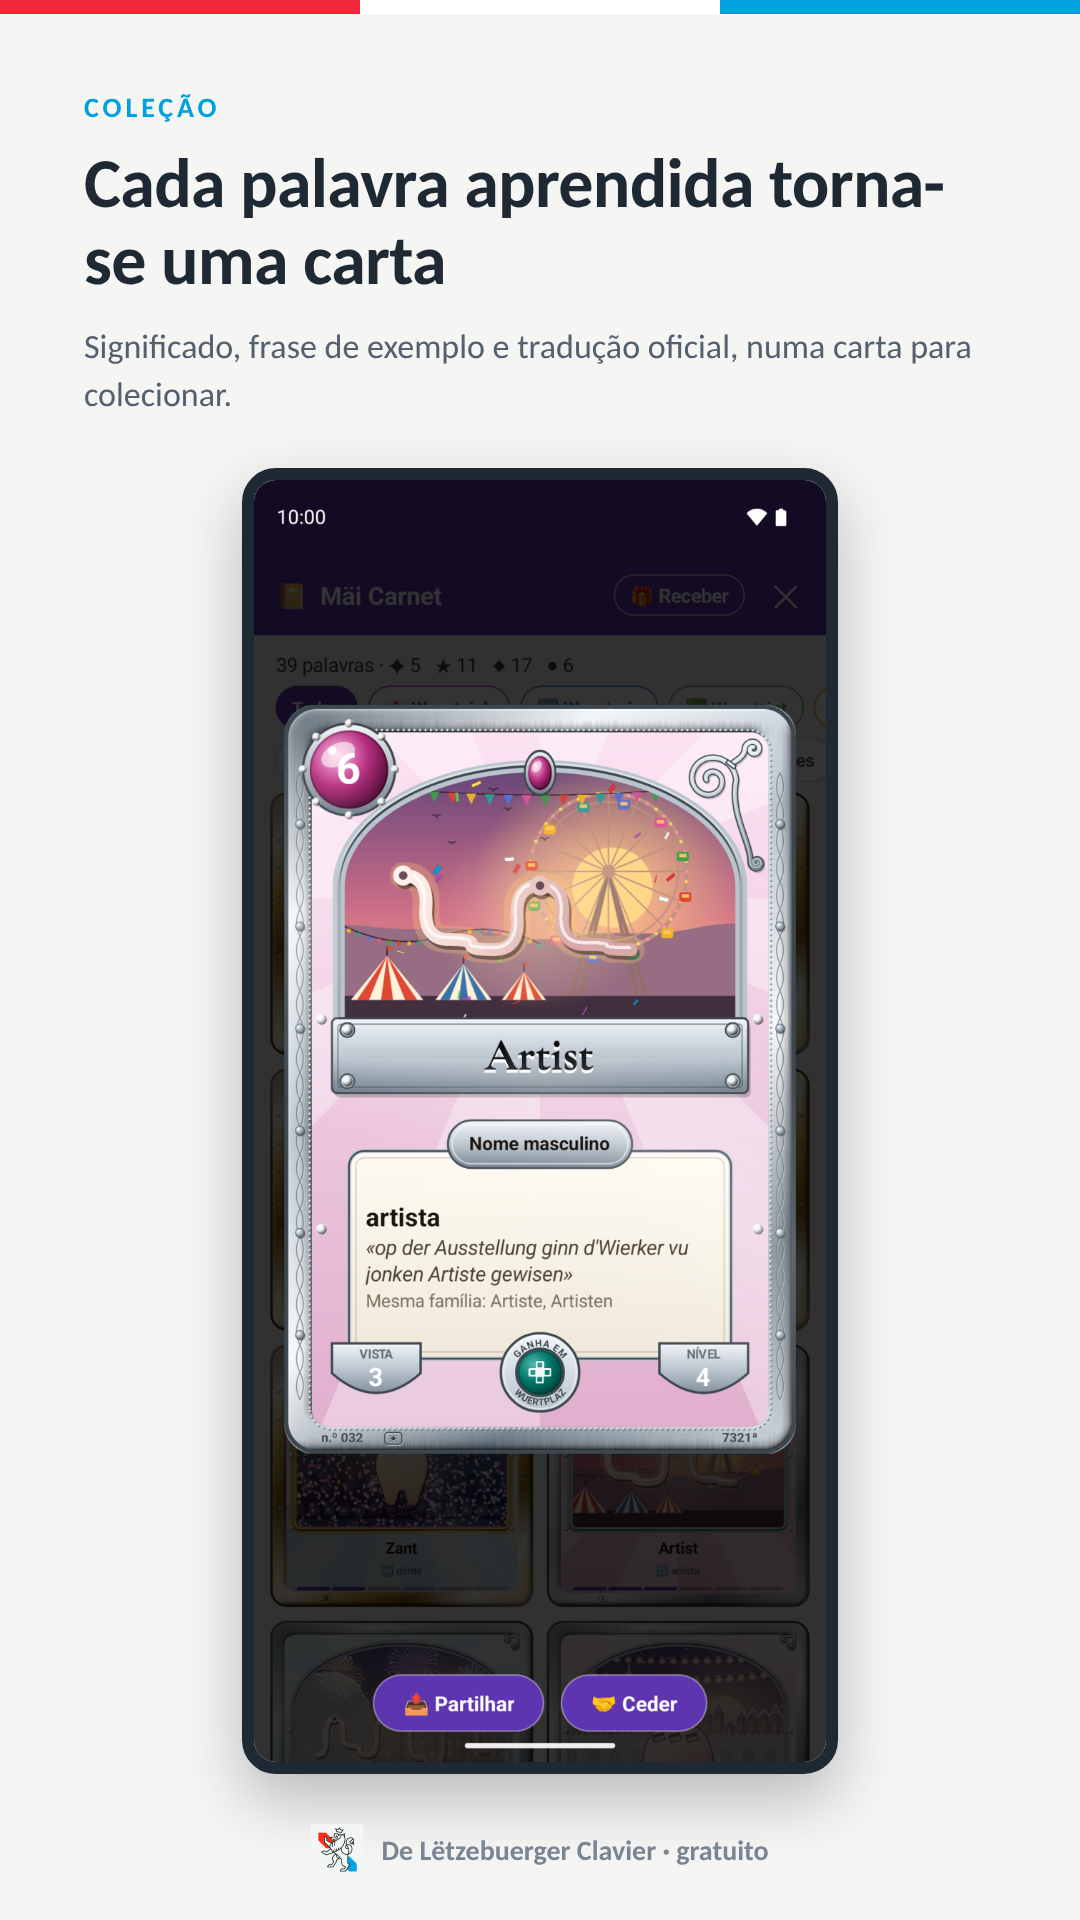 COLEÇÃO
Cada palavra aprendida torna-
se uma carta
Significado, frase de exemplo e tradução oficial, numa carta para
colecionar.
10:00
Mäi Carnet
Receber
39 palavras · ✦ 5 ★ 11 ◆ 17 ● 6
es
6
Artist
Nome masculino
artista
«op der Ausstellung ginn d'Wierker vu
jonken Artiste gewisen»
Mesma família: Artiste, Artisten
VISTA
3
GANHA EM
WUERTPLAZ
NÍVEL
4
n.º 032
7321ª
Zant
dente
Artist
artista
Partilhar
Ceder
De Lëtzebuerger Clavier · gratuito